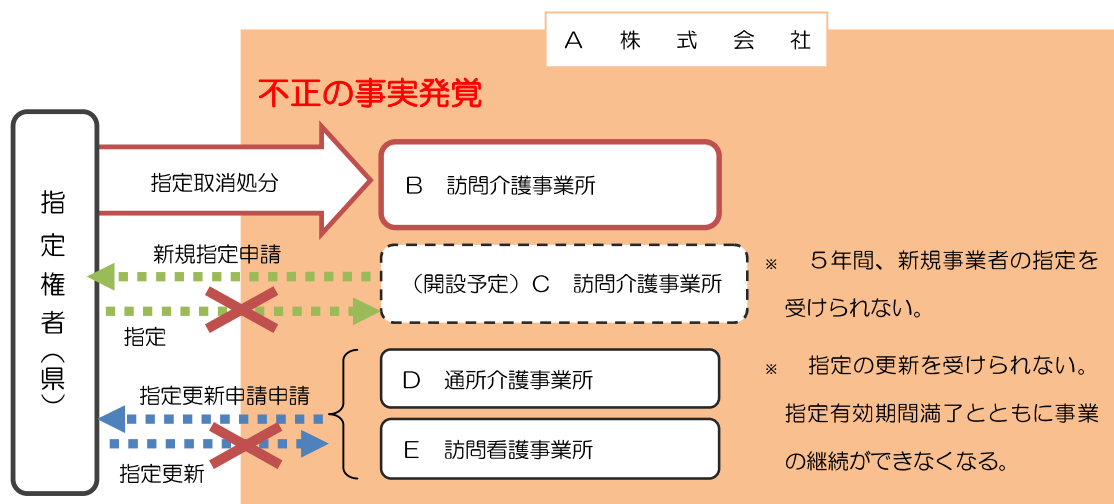 A 株式会社
不正の事実発覚
指定権者(県)
指定取消処分
B 訪問介護事業所
新規指定申請
(開設予定)C 訪問介護事業所
指定
※ 5年間、新規事業者の指定を
受けられない。
指定更新申請申請
D 通所介護事業所
E 訪問看護事業所
指定更新
※ 指定の更新を受けられない。
指定有効期間満了とともに事業
の継続ができなくなる。